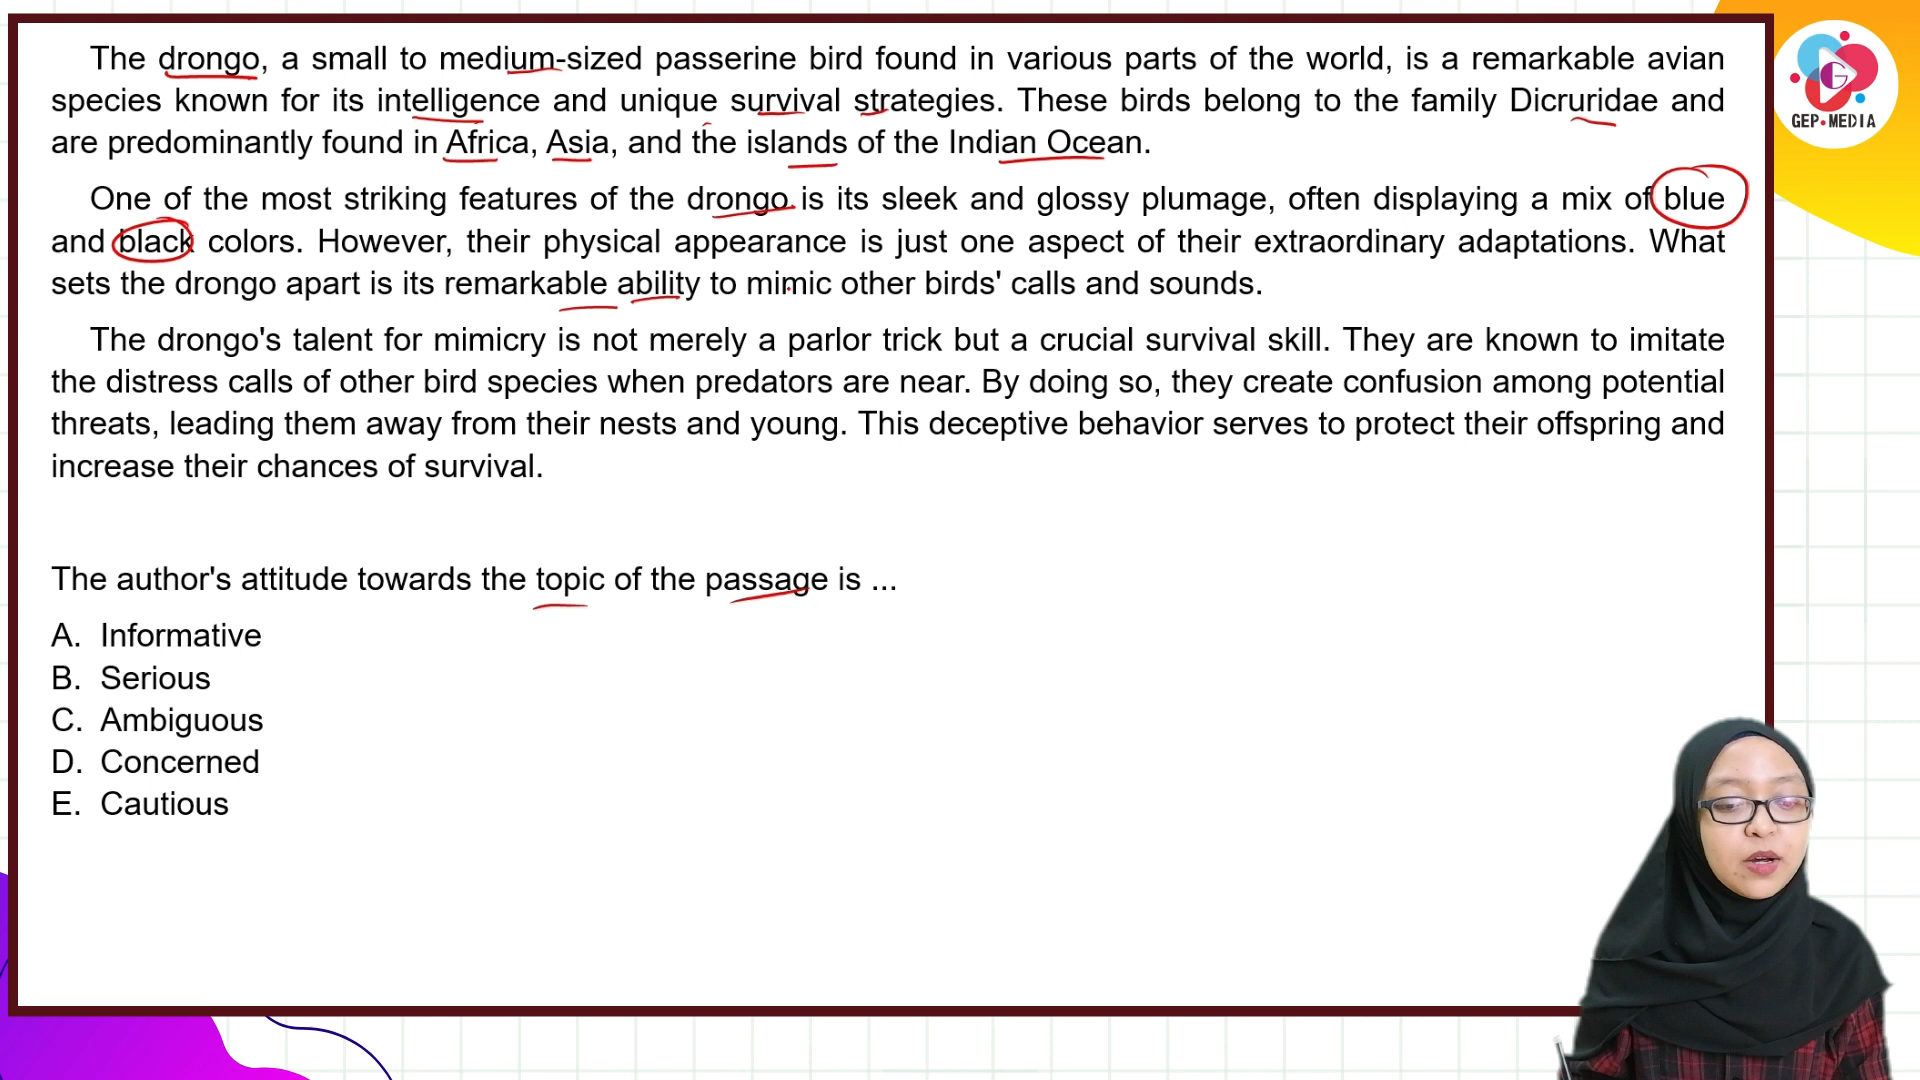 The drongo, a small to medium-sized passerine bird found in various parts of the world, is a remarkable avian
species known for its intelligence and unique survival strategies. These birds belong to the family Dicruridae and
are predominantly found in Africa, Asia, and the islands of the Indian Ocean.
One of the most striking features of the drongo is its sleek and glossy plumage, often displaying a mix of blue
and black colors. However, their physical appearance is just one aspect of their extraordinary adaptations. What
sets the drongo apart is its remarkable ability to mimic other birds' calls and sounds.
The drongo's talent for mimicry is not merely a parlor trick but a crucial survival skill. They are known to imitate
the distress calls of other bird species when predators are near. By doing so, they create confusion among potential
threats, leading them away from their nests and young. This deceptive behavior serves to protect their offspring and
increase their chances of survival.
The author's attitude towards the topic of the passage is ...
A. Informative
B. Serious
C. Ambiguous
D. Concerned
E. Cautious
G
GEP•MEDIA